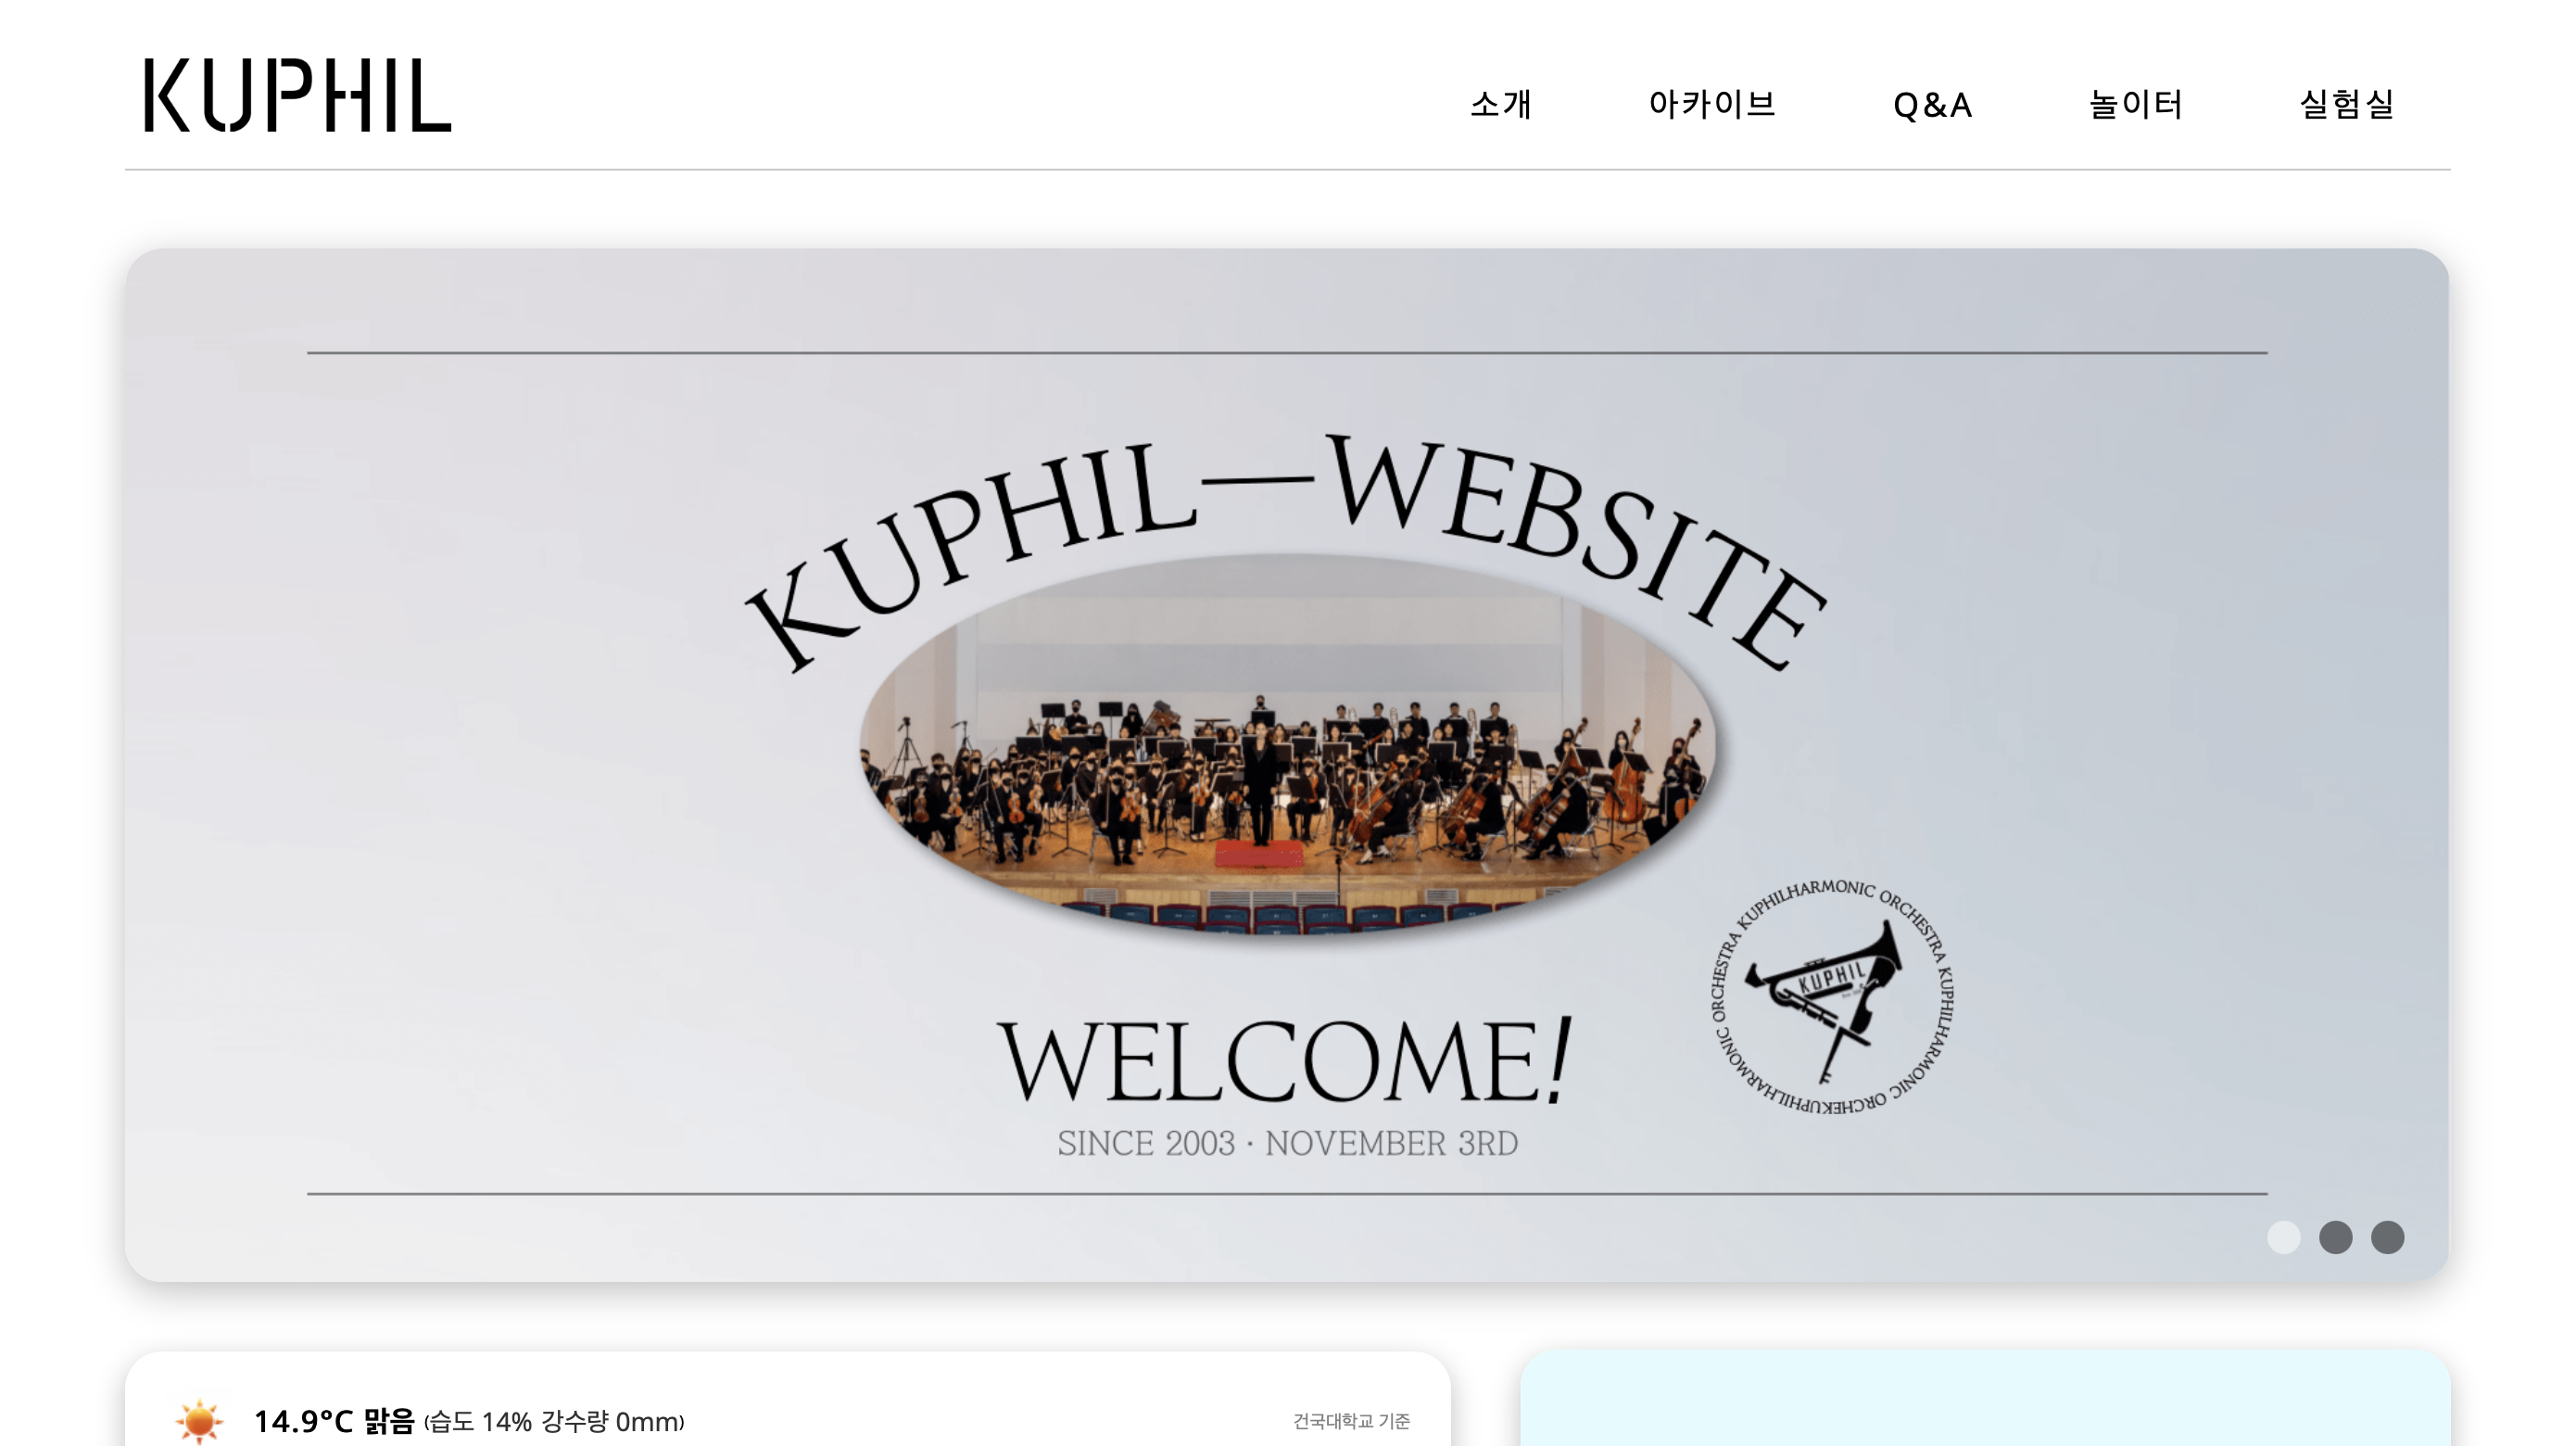 KUPHIL
소개 아카이브 Q&A 놀이터 실험실
KUPHIL—WEBSITE
KUPHILHARMONIC ORCHESTRA KUPHILHARMONIC ORCHEKUPHILHARMONIC ORCHESTRA
KUPHIL
WELCOME!
SINCE 2003 · NOVEMBER 3RD
14.9°C 맑음 (습도 14% 강수량 0mm) 건국대학교 기준